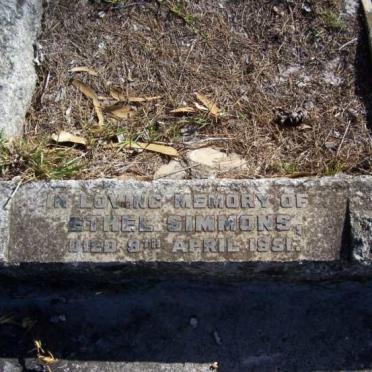 IN LOVING MEMORY OF
ETHEL SIMMONS,
DIED 9TH APRIL 1951.